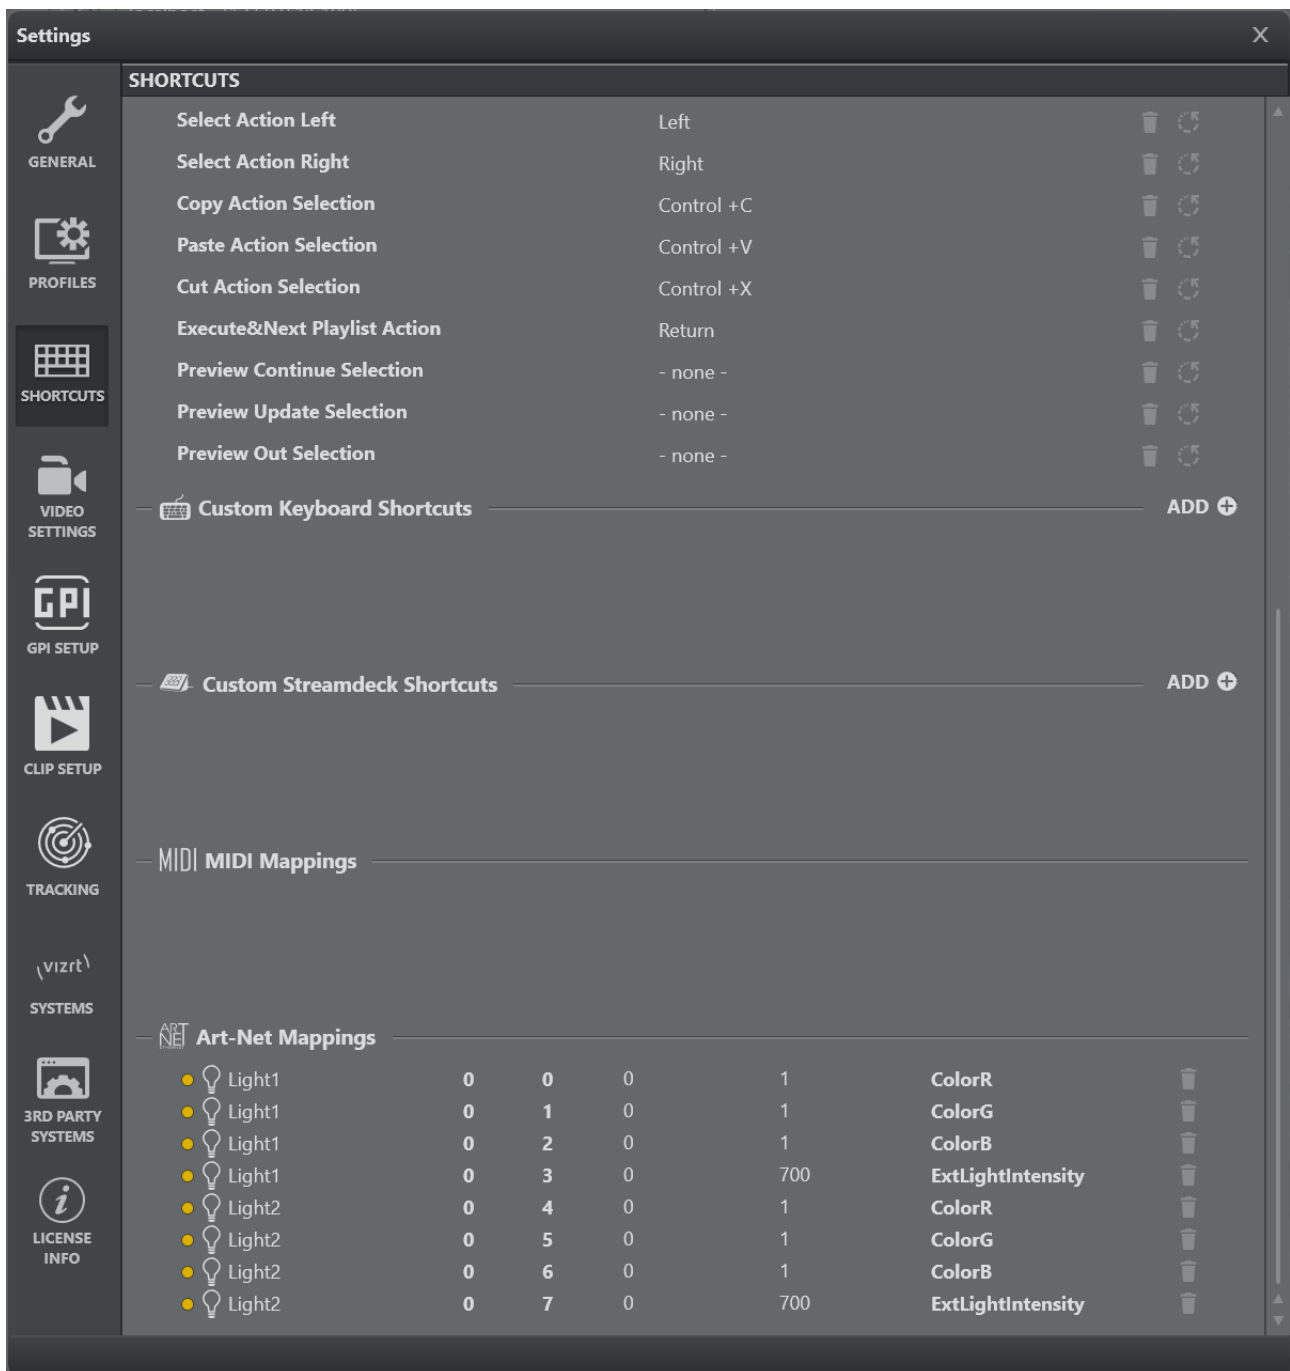 Settings
X
SHORTCUTS
GENERAL
PROFILES
SHORTCUTS
VIDEO
SETTINGS
GPI
GPI SETUP
CLIP SETUP
TRACKING
vizrt
SYSTEMS
3RD PARTY
SYSTEMS
i
LICENSE
INFO
Select Action Left Left
Select Action Right Right
Copy Action Selection Control +C
Paste Action Selection Control +V
Cut Action Selection Control +X
Execute&Next Playlist Action Return
Preview Continue Selection - none -
Preview Update Selection - none -
Preview Out Selection - none -
Custom Keyboard Shortcuts ADD
Custom Streamdeck Shortcuts ADD
MIDI MIDI Mappings
ART NET Art-Net Mappings
Light1 0 0 0 1 ColorR
Light1 0 1 0 1 ColorG
Light1 0 2 0 1 ColorB
Light1 0 3 0 700 ExtLightIntensity
Light2 0 4 0 1 ColorR
Light2 0 5 0 1 ColorG
Light2 0 6 0 1 ColorB
Light2 0 7 0 700 ExtLightIntensity